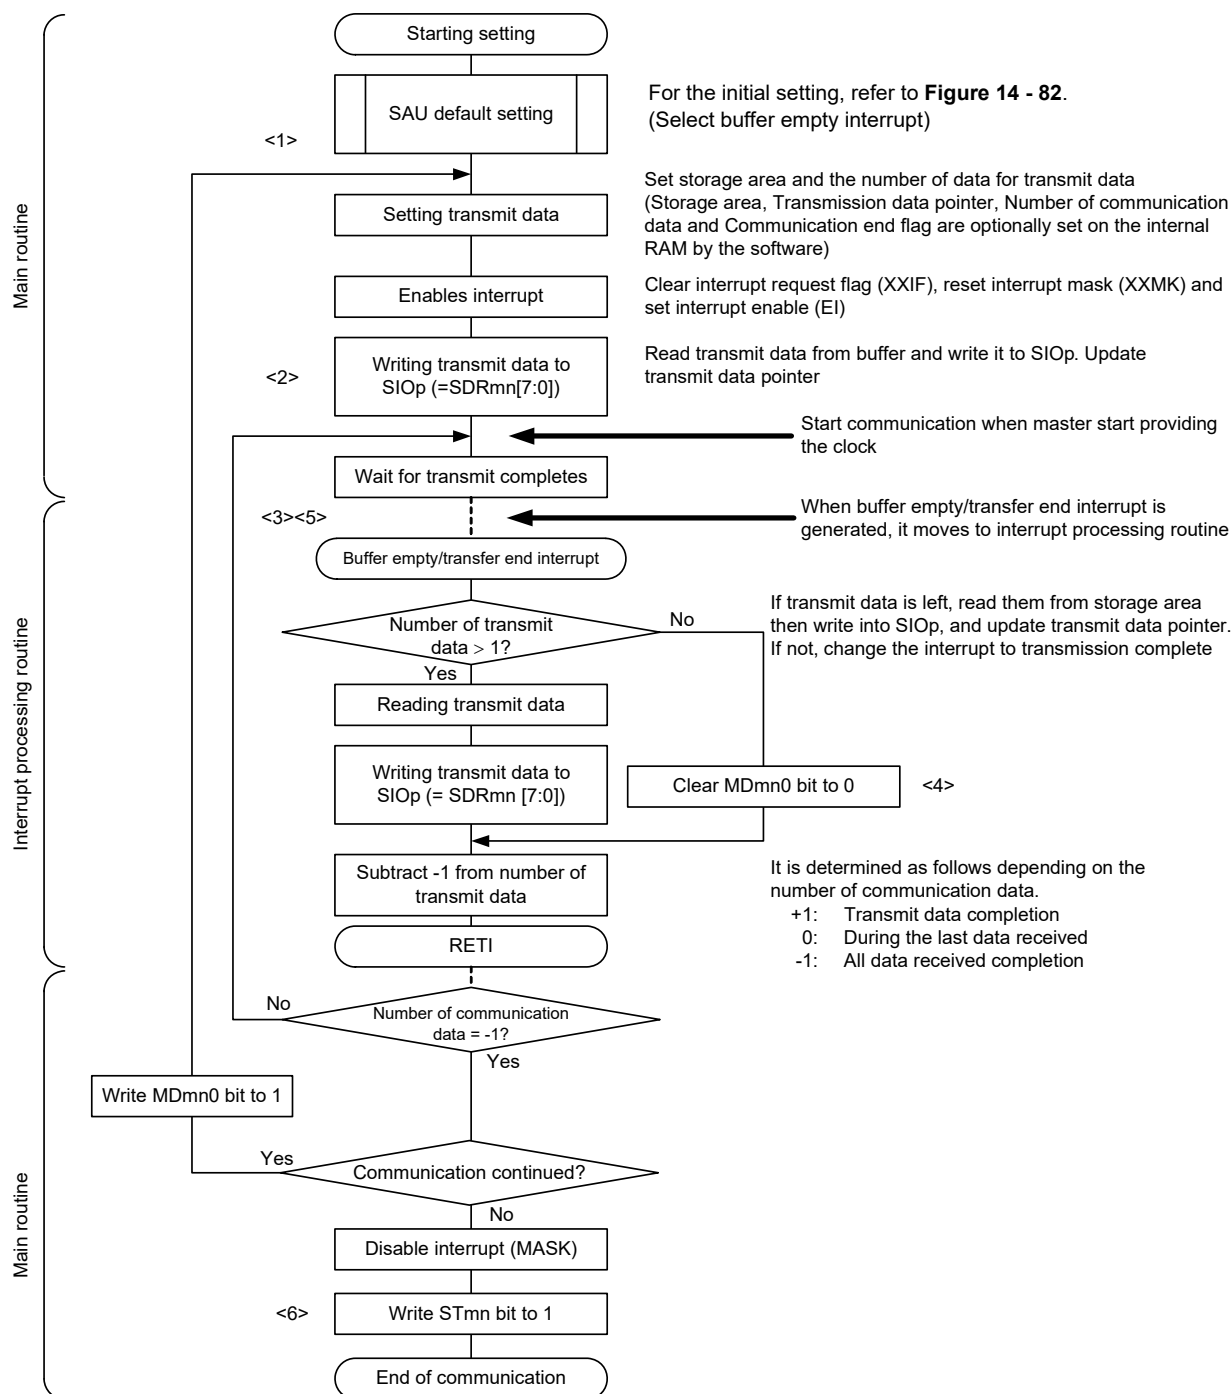 Starting setting
SAU default setting
For the initial setting, refer to Figure 14 - 82.
(Select buffer empty interrupt)
<1>
Main routine
Setting transmit data
Set storage area and the number of data for transmit data
(Storage area, Transmission data pointer, Number of communication
data and Communication end flag are optionally set on the internal
RAM by the software)
Enables interrupt
Clear interrupt request flag (XXIF), reset interrupt mask (XXMK) and
set interrupt enable (EI)
<2>
Writing transmit data to
SIOp (=SDRmn[7:0])
Read transmit data from buffer and write it to SIOp. Update
transmit data pointer
Start communication when master start providing
the clock
Wait for transmit completes
<3><5>
When buffer empty/transfer end interrupt is
generated, it moves to interrupt processing routine
Buffer empty/transfer end interrupt
Interrupt processing routine
Number of transmit
data > 1?
No
Yes
If transmit data is left, read them from storage area
then write into SIOp, and update transmit data pointer.
If not, change the interrupt to transmission complete
Reading transmit data
Writing transmit data to
SIOp (= SDRmn [7:0])
Clear MDmn0 bit to 0
<4>
Subtract -1 from number of
transmit data
It is determined as follows depending on the
number of communication data.
+1: Transmit data completion
0: During the last data received
-1: All data received completion
RETI
No
Number of communication
data = -1?
Yes
Write MDmn0 bit to 1
Main routine
Yes
Communication continued?
No
Disable interrupt (MASK)
<6>
Write STmn bit to 1
End of communication